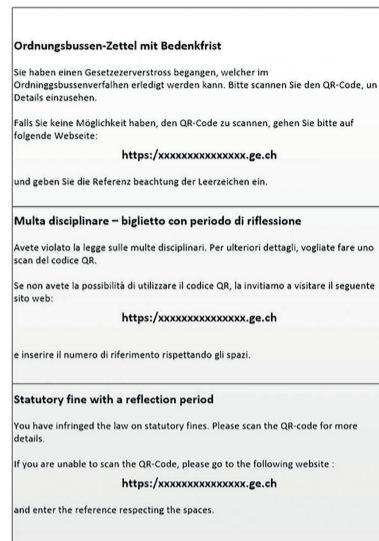 Ordnungsbussen-Zettel mit Bedenkfrist
Sie haben einen Gesetzezerverstross begangen, welcher im
Ordninggsbussenverfalhen erledigt werden kann. Bitte scannen Sie den QR-Code, un
Details einzusehen.
Falls Sie keine Möglichkeit haben, den QR-Code zu scannen, gehen Sie bitte auf
folgende Webseite:
https:/xxxxxxxxxxxxxxx.ge.ch
und geben Sie die Referenz beachtung der Leerzeichen ein.
Multa disciplinare – biglietto con periodo di riflessione
Avete violato la legge sulle multe disciplinari. Per ulteriori dettagli, vogliate fare uno
scan del codice QR.
Se non avete la possibilità di utilizzare il codice QR, la invitiamo a visitare il seguente
sito web:
https:/xxxxxxxxxxxxxxx.ge.ch
e inserire il numero di riferimento rispettando gli spazi.
Statutory fine with a reflection period
You have infringed the law on statutory fines. Please scan the QR-code for more
details.
If you are unable to scan the QR-Code, please go to the following website :
https:/xxxxxxxxxxxxxxx.ge.ch
and enter the reference respecting the spaces.